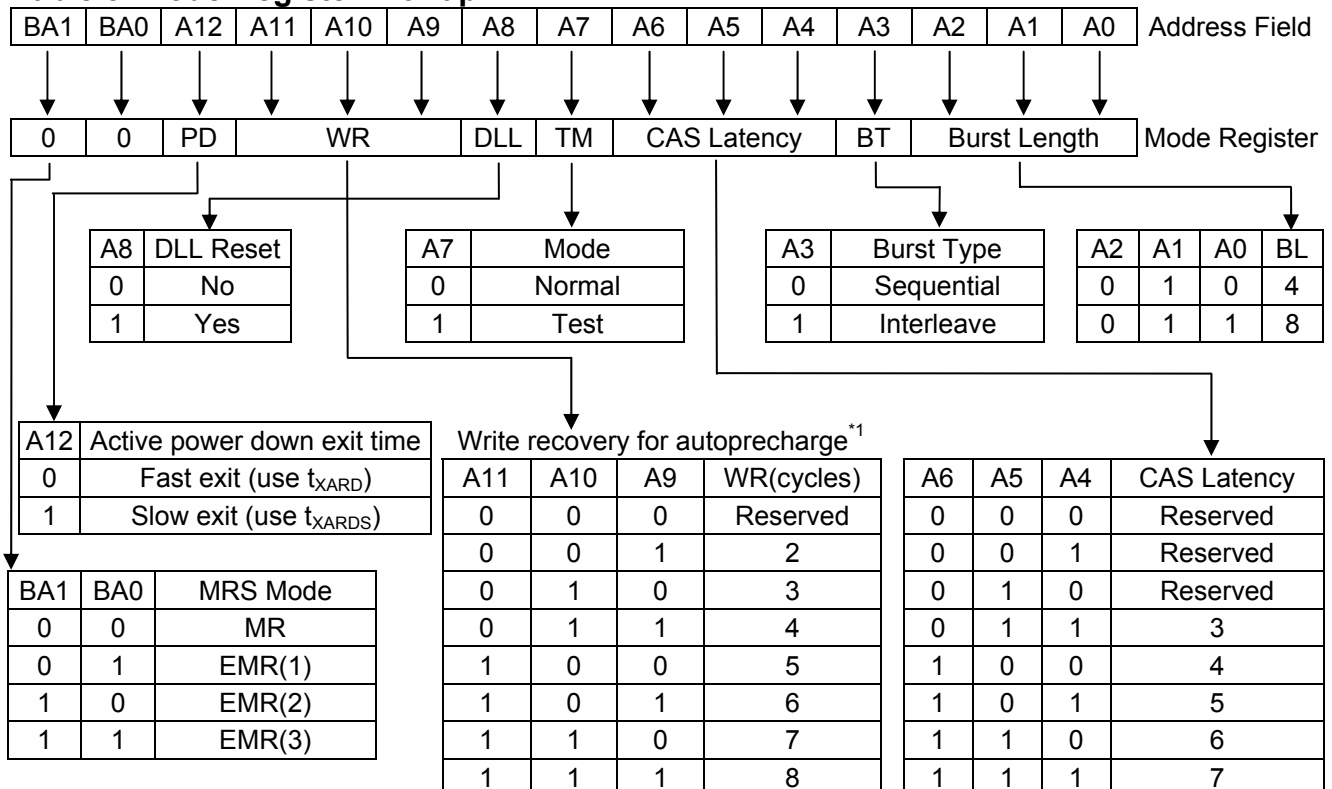 BA1 BA0 A12 A11 A10 A9 A8 A7 A6 A5 A4 A3 A2 A1 A0 Address Field
0 0 PD WR DLL TM CAS Latency BT Burst Length Mode Register
A8 DLL Reset
0 No
1 Yes
A7 Mode
0 Normal
1 Test
A3 Burst Type
0 Sequential
1 Interleave
A2 A1 A0 BL
0 1 0 4
0 1 1 8
A12 Active power down exit time
0 Fast exit (use tXARD)
1 Slow exit (use tXARDS)
Write recovery for autoprecharge*1
A11 A10 A9 WR(cycles)
0 0 0 Reserved
0 0 1 2
0 1 0 3
0 1 1 4
1 0 0 5
1 0 1 6
1 1 0 7
1 1 1 8
A6 A5 A4 CAS Latency
0 0 0 Reserved
0 0 1 Reserved
0 1 0 Reserved
0 1 1 3
1 0 0 4
1 0 1 5
1 1 0 6
1 1 1 7
BA1 BA0 MRS Mode
0 0 MR
0 1 EMR(1)
1 0 EMR(2)
1 1 EMR(3)